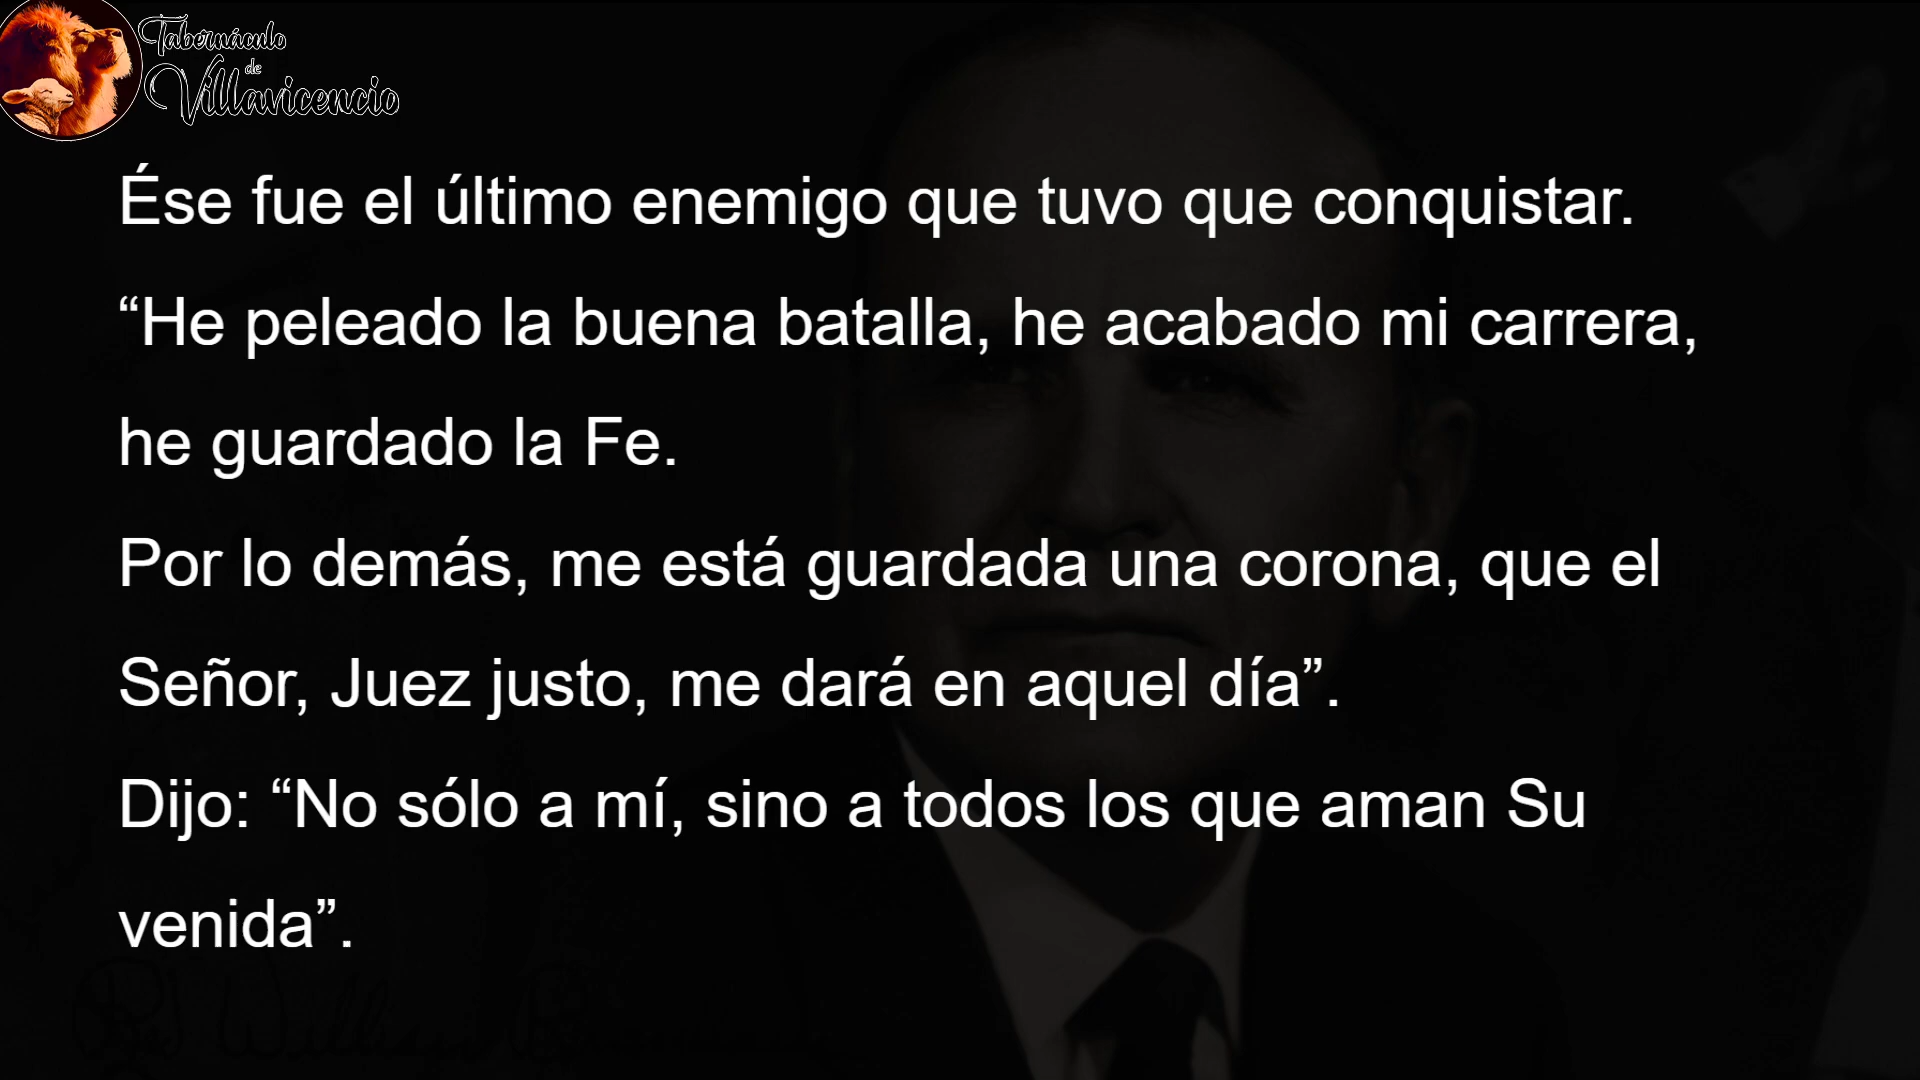 Tabernáculo
de
Villavicencio
Ése fue el último enemigo que tuvo que conquistar.
“He peleado la buena batalla, he acabado mi carrera,
he guardado la Fe.
Por lo demás, me está guardada una corona, que el
Señor, Juez justo, me dará en aquel día”.
Dijo: “No sólo a mí, sino a todos los que aman Su
venida”.